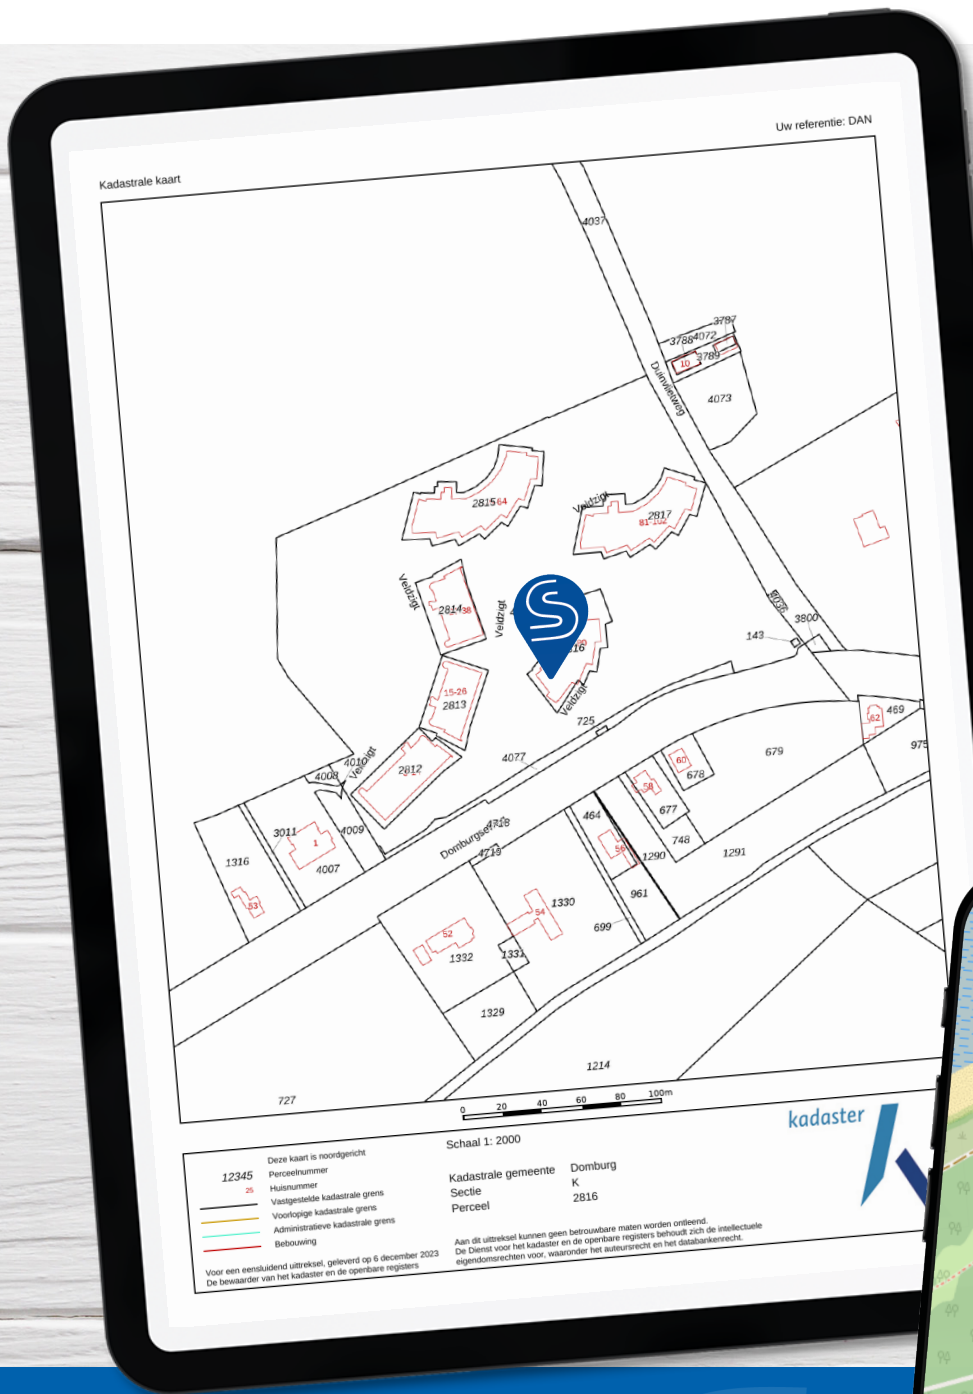 Uw referentie: DAN
Kadastrale kaart
4037
3787
4072
3788
3789
10
Duinvlietweg
4073
2815
64
Veldzigt
2817
Veldzigt
2814
38
Veldzigt
3800
143
15-26
2813
Veldzigt
725
469
62
975
4077
679
4010
Veldzigt
4008
2812
60
678
59
677
464
3011
4009
1
4718
4719
56
748
1290
1291
1316
4007
961
53
1330
54
699
52
1332
1331
1329
1214
727
0 20 40 60 80 100m
Schaal 1: 2000
kadaster
Deze kaart is noordgericht
12345 Perceelnummer
25 Huisnummer
Vastgestelde kadastrale grens
Voorlopige kadastrale grens
Administratieve kadastrale grens
Bebouwing
Kadastrale gemeente Domburg
Sectie K
Perceel 2816
Voor een eensluidend uittreksel, geleverd op 6 december 2023
De bewaarder van het kadaster en de openbare registers
Aan dit uittreksel kunnen geen betrouwbare maten worden ontleend.
De Dienst voor het kadaster en de openbare registers behoudt zich de intellectuele
eigendomsrechten voor, waaronder het auteursrecht en het databankenrecht.